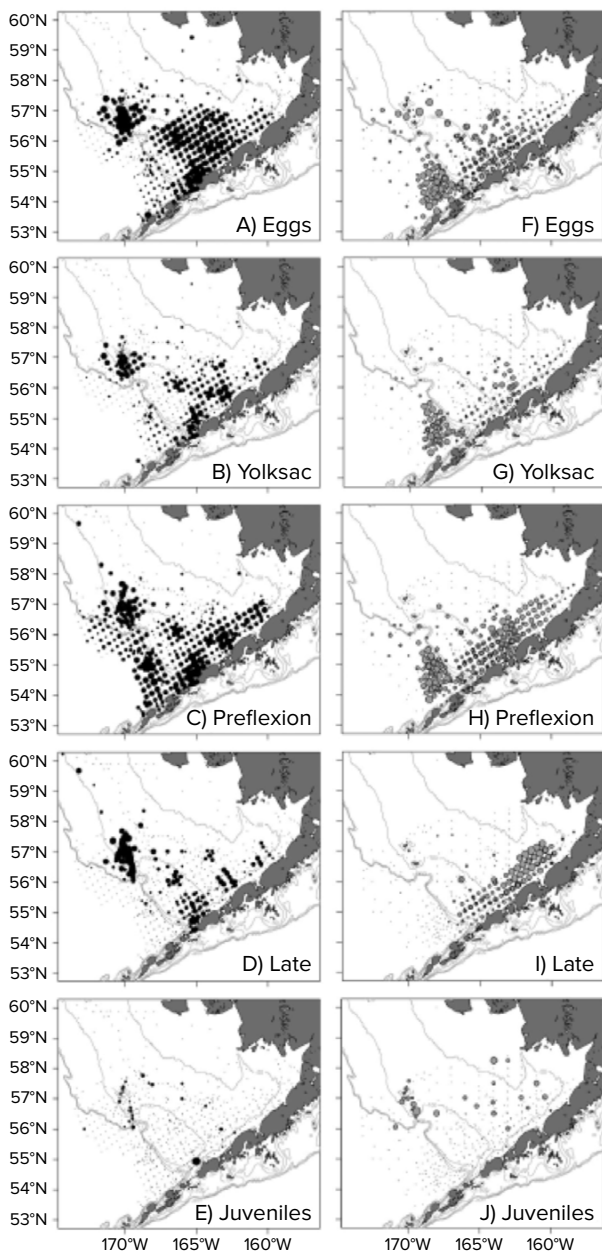 60°N
59°N
58°N
57°N
56°N
55°N
54°N
53°N
A) Eggs
F) Eggs
60°N
59°N
58°N
57°N
56°N
55°N
54°N
53°N
B) Yolksac
G) Yolksac
60°N
59°N
58°N
57°N
56°N
55°N
54°N
53°N
C) Preflexion
H) Preflexion
60°N
59°N
58°N
57°N
56°N
55°N
54°N
53°N
D) Late
I) Late
60°N
59°N
58°N
57°N
56°N
55°N
54°N
53°N
E) Juveniles
J) Juveniles
170°W 165°W 160°W 170°W 165°W 160°W